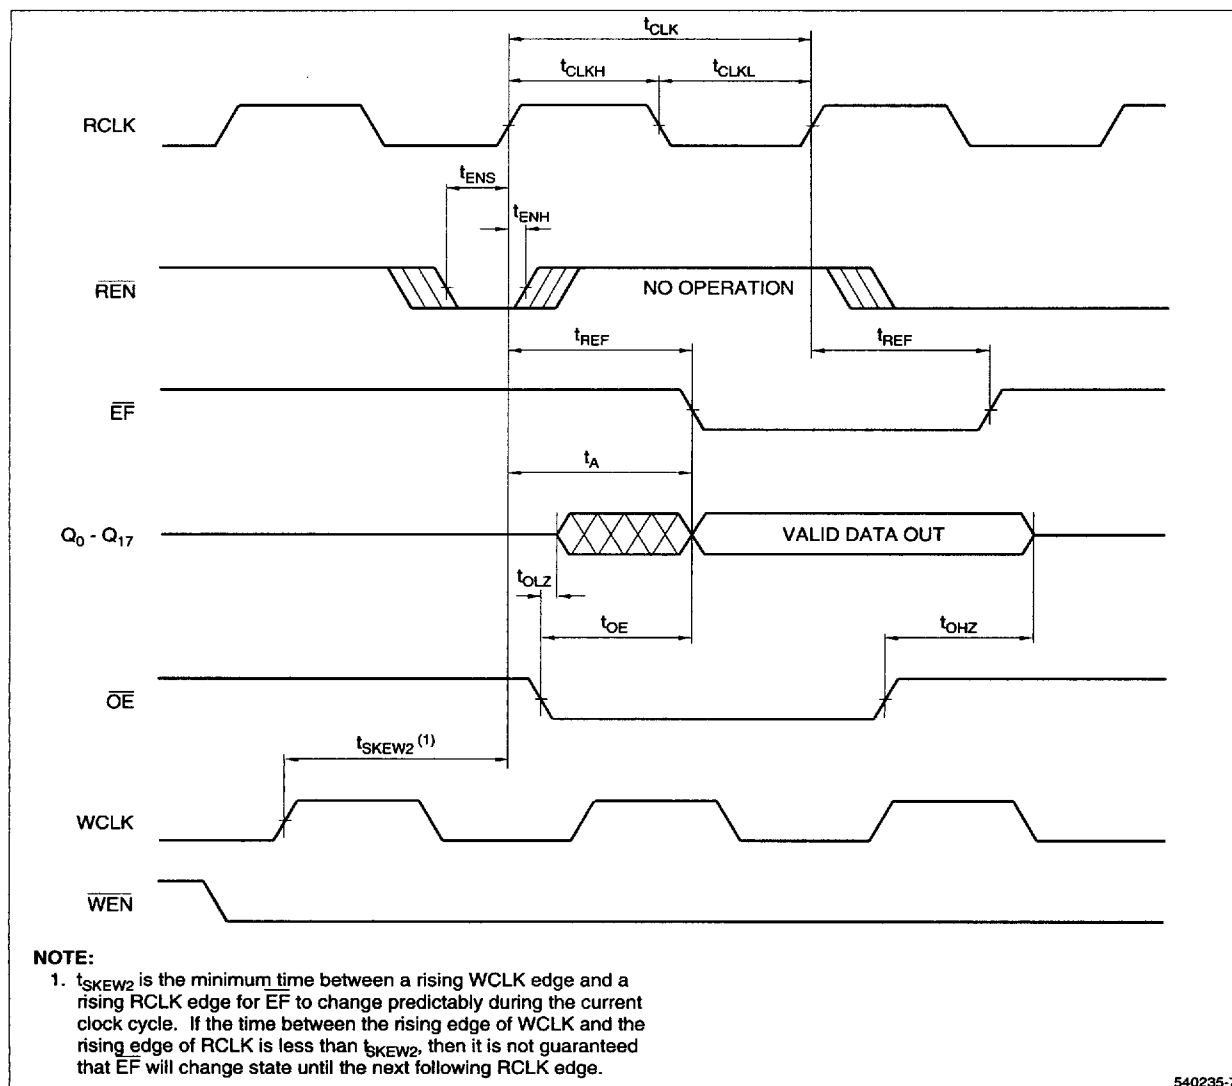 tCLK
tCLKH tCLKL
RCLK
tENS
tENH
REN NO OPERATION
tREF tREF
EF
tA
Q0 - Q17 VALID DATA OUT
tOLZ
tOE tOHZ
OE
tSKEW2 (1)
WCLK
WEN
NOTE:
1. tSKEW2 is the minimum time between a rising WCLK edge and a
rising RCLK edge for EF to change predictably during the current
clock cycle. If the time between the rising edge of WCLK and the
rising edge of RCLK is less than tSKEW2, then it is not guaranteed
that EF will change state until the next following RCLK edge.